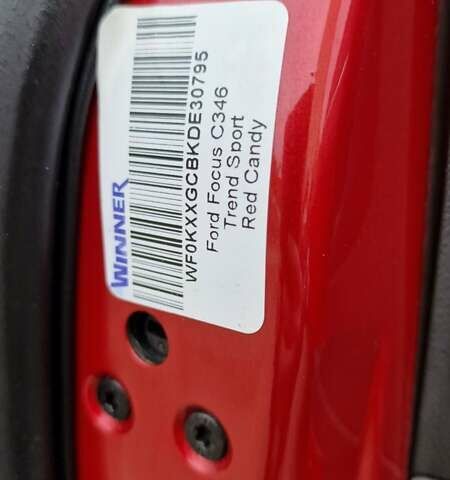 WINNER
WF0KXXGCBKDE30795
Ford Focus C346
Trend Sport
Red Candy